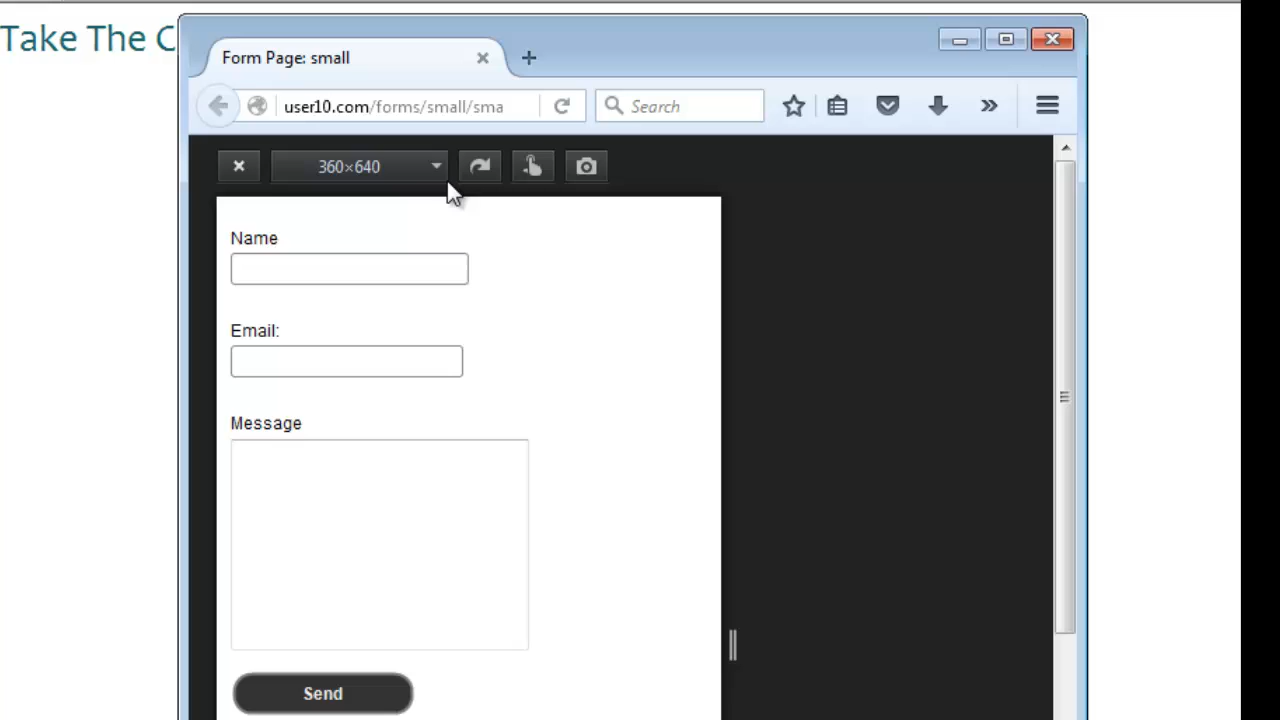 Take The C
Form Page: small
user10.com/forms/small/sma
Search
360×640
Name
Email:
Message
Send